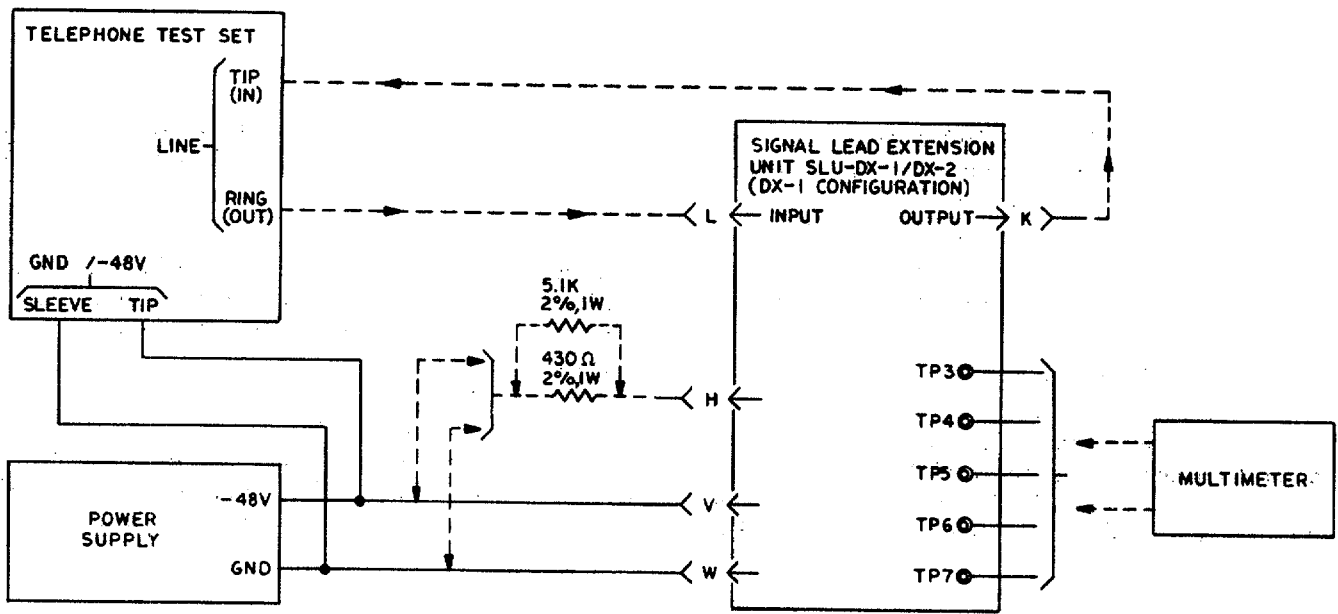 TELEPHONE TEST SET
TIP
(IN)
LINE
RING
(OUT)
GND /-48V
SLEEVE TIP
SIGNAL LEAD EXTENSION
UNIT SLU-DX-1/DX-2
(DX-1 CONFIGURATION)
L INPUT OUTPUT K
5.1K
2%,1W
430Ω
2%,1W
H
TP3
TP4
TP5
TP6
TP7
MULTIMETER
POWER
SUPPLY
-48V
GND
V
W